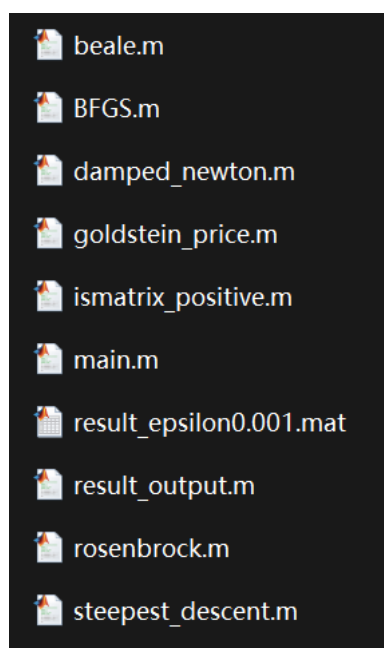 beale.m
BFGS.m
damped_newton.m
goldstein_price.m
ismatrix_positive.m
main.m
result_epsilon0.001.mat
result_output.m
rosenbrock.m
steepest_descent.m